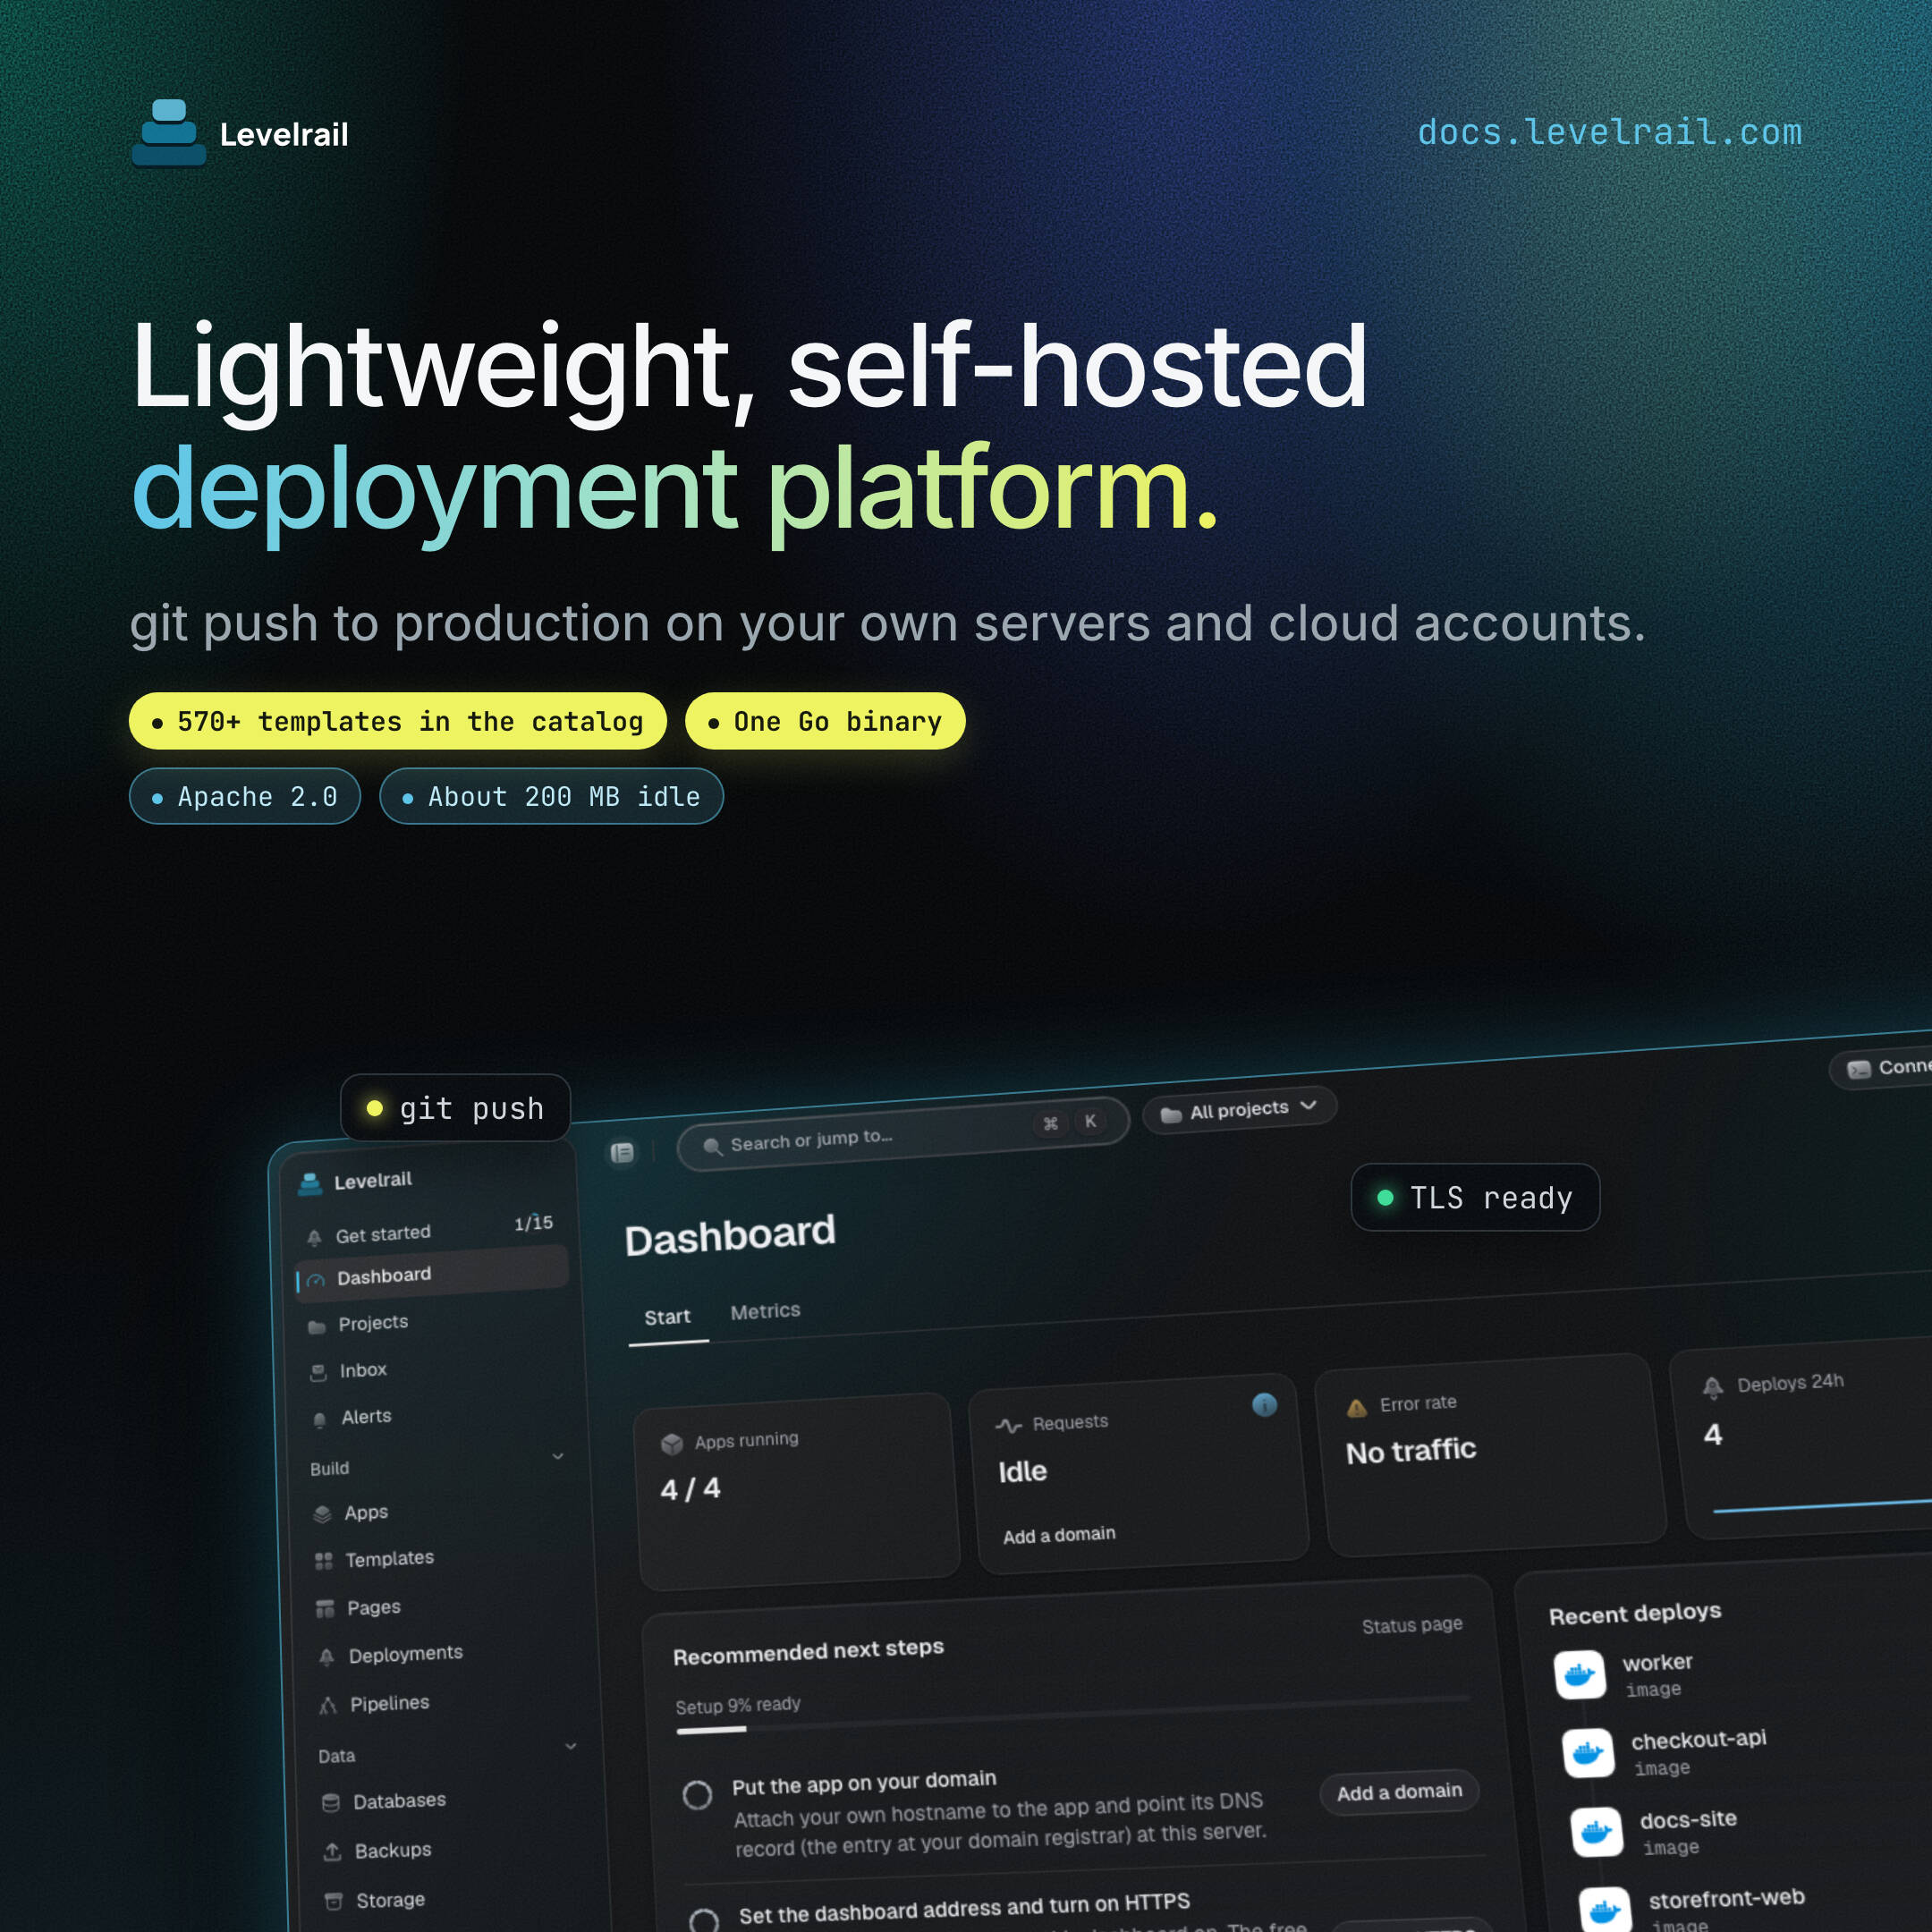 Levelrail
docs.levelrail.com
Lightweight, self-hosted
deployment platform.
git push to production on your own servers and cloud accounts.
570+ templates in the catalog
One Go binary
Apache 2.0
About 200 MB idle
git push
Levelrail
Get started 1/15
Dashboard
Projects
Inbox
Alerts
Build
Apps
Templates
Pages
Deployments
Pipelines
Data
Databases
Backups
Storage
Search or jump to...
⌘ K
All projects
TLS ready
Dashboard
Start
Metrics
Apps running
4 / 4
Requests
Idle
Add a domain
Error rate
No traffic
Deploys 24h
4
Recommended next steps
Status page
Setup 9% ready
Put the app on your domain
Attach your own hostname to the app and point its DNS
record (the entry at your domain registrar) at this server.
Add a domain
Set the dashboard address and turn on HTTPS
Recent deploys
worker
image
checkout-api
image
docs-site
image
storefront-web
image